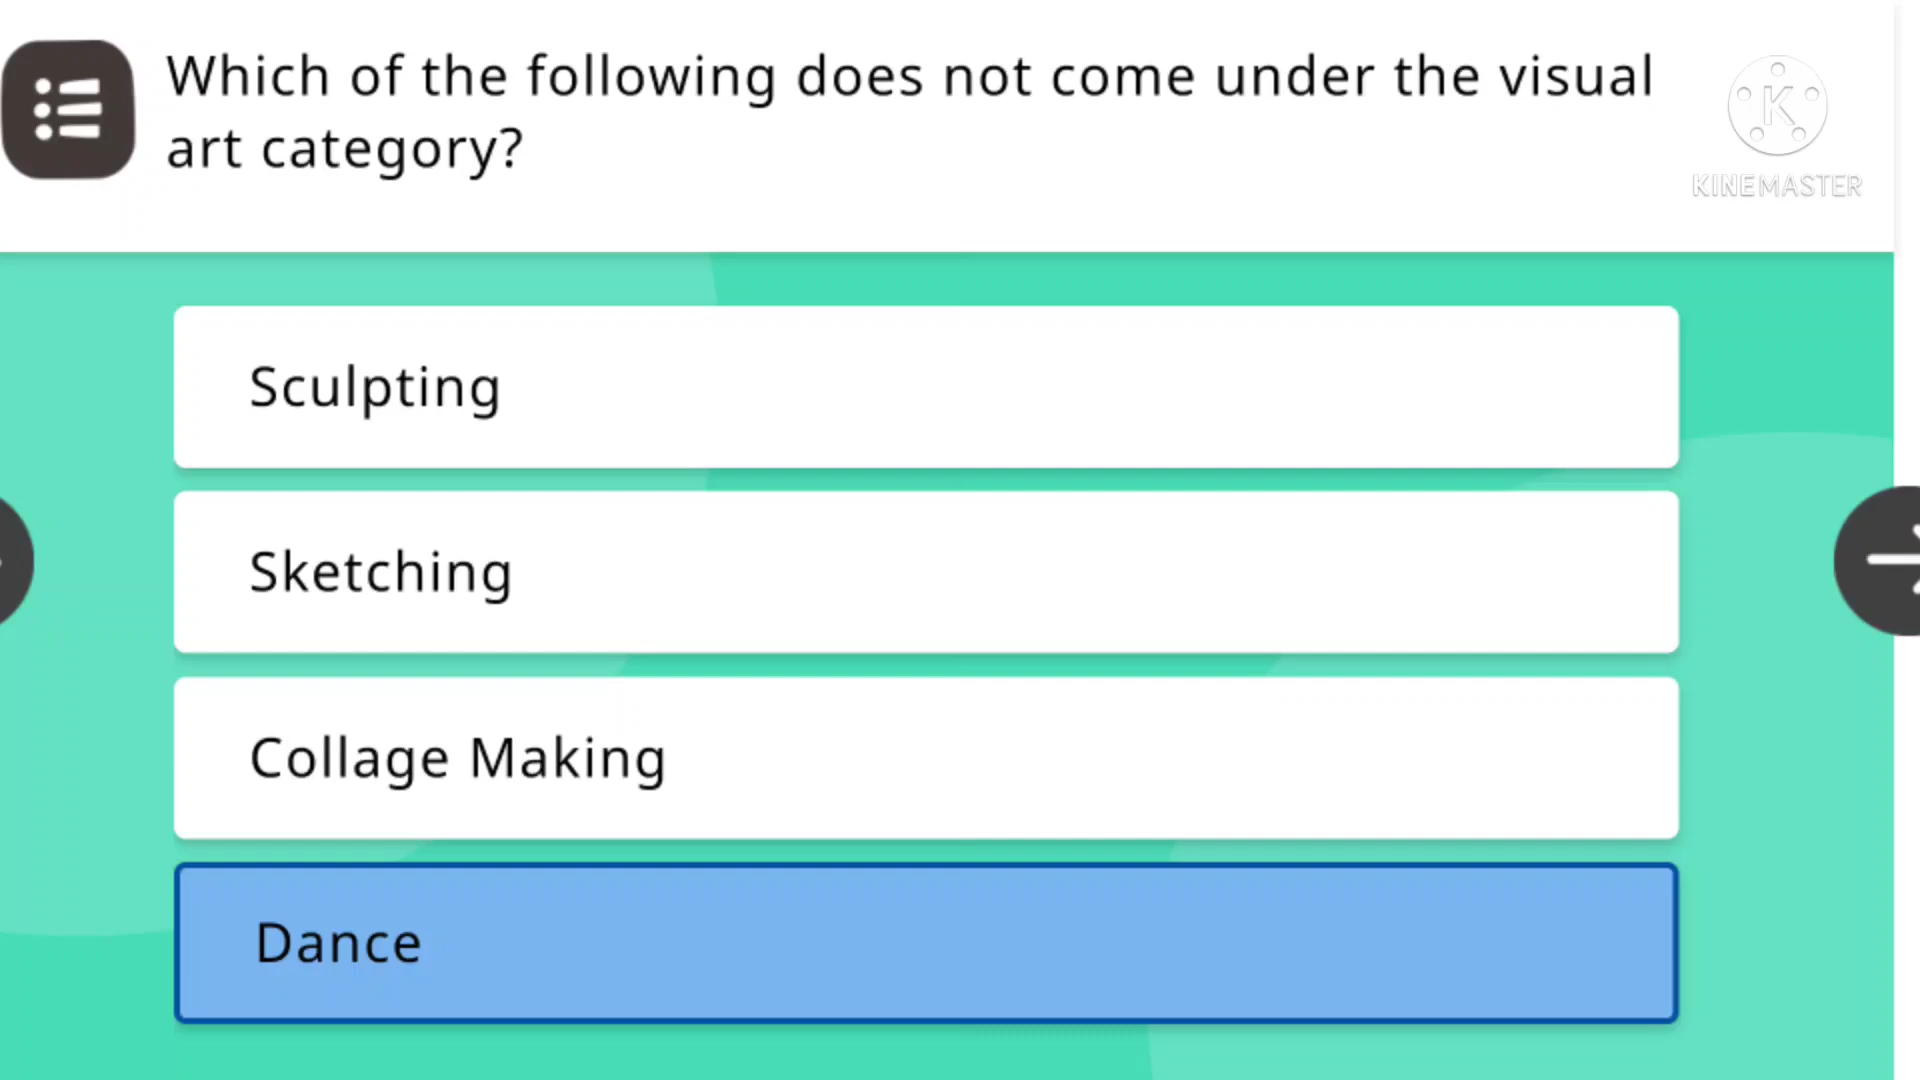 Which of the following does not come under the visual
art category?
KINEMASTER
Sculpting
Sketching
Collage Making
Dance